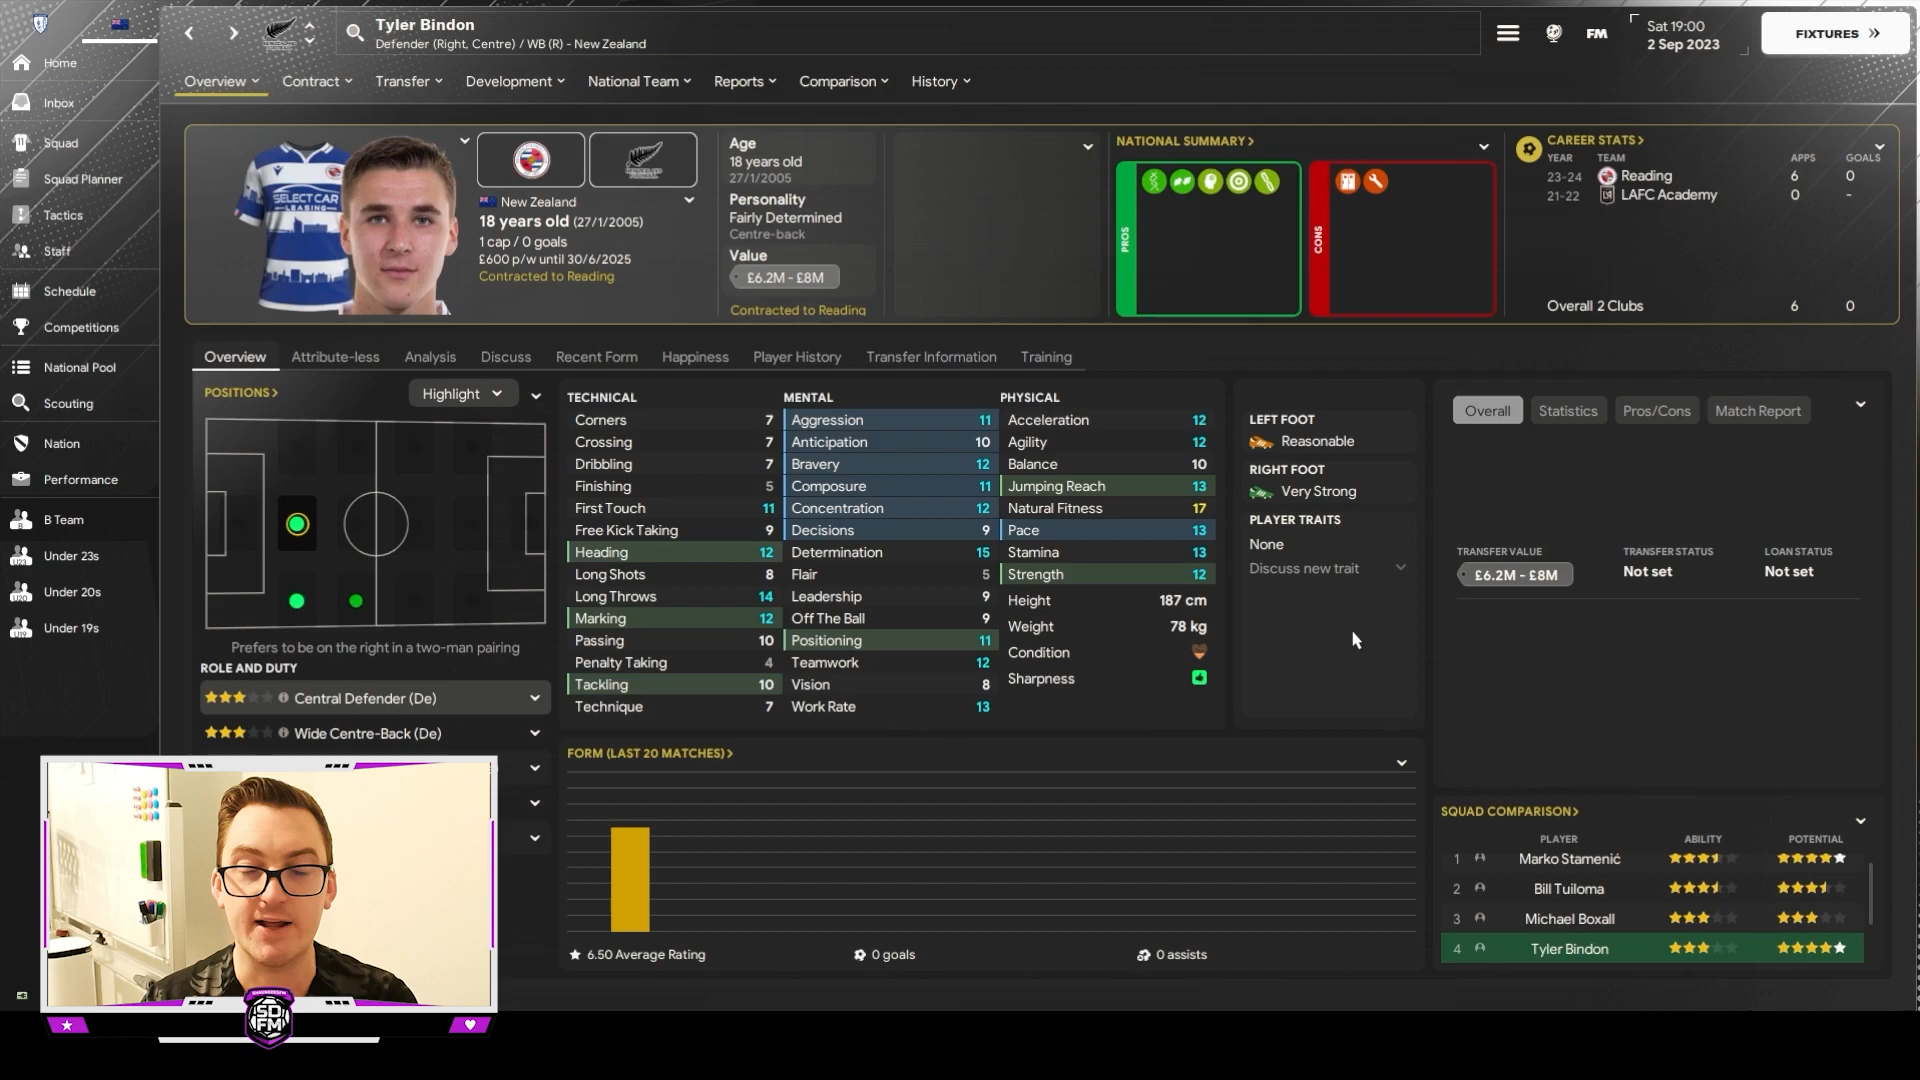 Tyler Bindon
Defender (Right, Centre) / WB (R) - New Zealand
FM
Sat 19:00
2 Sep 2023
FIXTURES
Home
Inbox
Squad
Squad Planner
Tactics
Staff
Schedule
Competitions
National Pool
Scouting
Nation
Performance
B Team
Under 23s
Under 20s
Under 19s
Overview
Contract
Transfer
Development
National Team
Reports
Comparison
History
SELECT CAR
LEASING
New Zealand
18 years old (27/1/2005)
1 cap / 0 goals
£600 p/w until 30/6/2025
Contracted to Reading
Age
18 years old
27/1/2005
Personality
Fairly Determined
Centre-back
Value
£6.2M - £8M
Contracted to Reading
NATIONAL SUMMARY >
PROS
CONS
CAREER STATS >
YEAR TEAM APPS GOALS
23-24 Reading 6 0
21-22 LAFC Academy 0 -
Overall 2 Clubs 6 0
Overview Attribute-less Analysis Discuss Recent Form Happiness Player History Transfer Information Training
POSITIONS >
Highlight
Prefers to be on the right in a two-man pairing
ROLE AND DUTY
Central Defender (De)
Wide Centre-Back (De)
TECHNICAL
Corners 7
Crossing 7
Dribbling 7
Finishing 5
First Touch 11
Free Kick Taking 9
Heading 12
Long Shots 8
Long Throws 14
Marking 12
Passing 10
Penalty Taking 4
Tackling 10
Technique 7
MENTAL
Aggression 11
Anticipation 10
Bravery 12
Composure 11
Concentration 12
Decisions 9
Determination 15
Flair 5
Leadership 9
Off The Ball 9
Positioning 11
Teamwork 12
Vision 8
Work Rate 13
PHYSICAL
Acceleration 12
Agility 12
Balance 10
Jumping Reach 13
Natural Fitness 17
Pace 13
Stamina 13
Strength 12
Height 187 cm
Weight 78 kg
Condition
Sharpness
LEFT FOOT
Reasonable
RIGHT FOOT
Very Strong
PLAYER TRAITS
None
Discuss new trait
Overall Statistics Pros/Cons Match Report
TRANSFER VALUE
£6.2M - £8M
TRANSFER STATUS
Not set
LOAN STATUS
Not set
FORM (LAST 20 MATCHES) >
6.50 Average Rating
0 goals
0 assists
SQUAD COMPARISON >
PLAYER ABILITY POTENTIAL
1 Marko Stamenić
2 Bill Tuiloma
3 Michael Boxall
4 Tyler Bindon
SD
FM